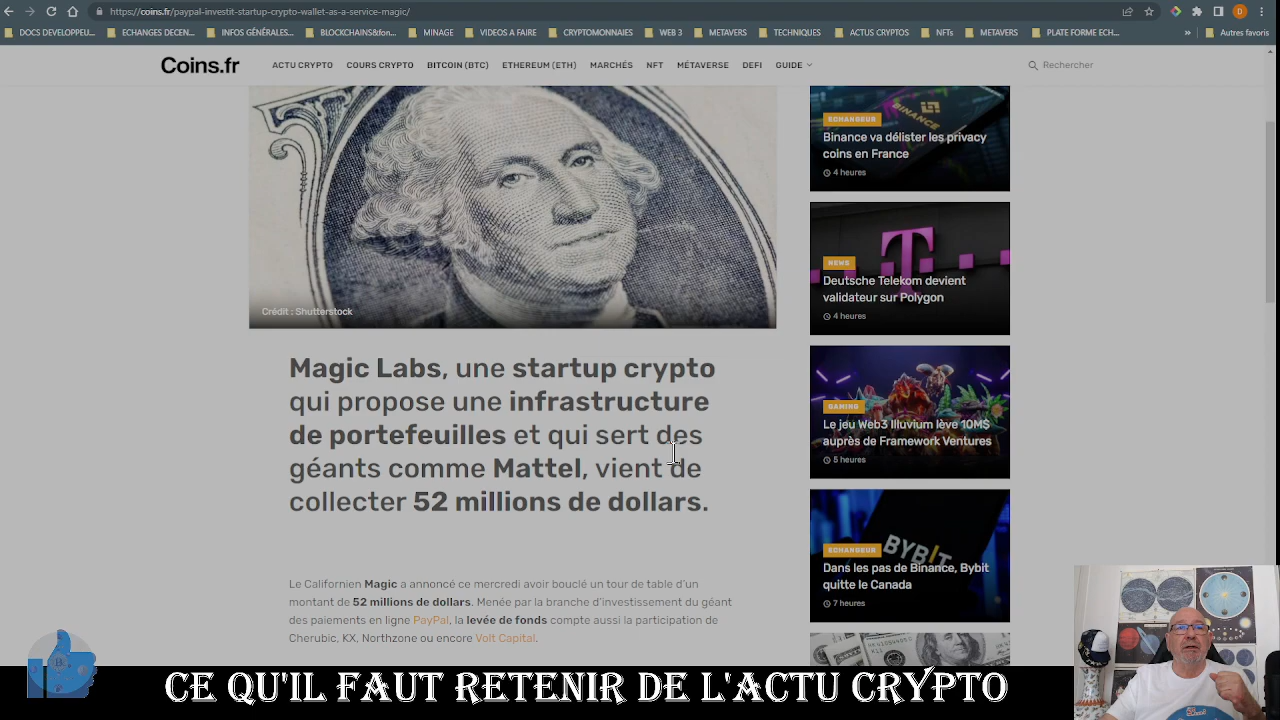 https://coins.fr/paypal-investit-startup-crypto-wallet-as-a-service-magic/
DOCS DEVELOPPEU...
ECHANGES DECEN...
INFOS GÉNÉRALES...
BLOCKCHAINS&fon...
MINAGE
VIDEOS A FAIRE
CRYPTOMONNAIES
WEB 3
METAVERS
TECHNIQUES
ACTUS CRYPTOS
NFTs
METAVERS
PLATE FORME ECH...
»
Autres favoris
D
Coins.fr
ACTU CRYPTO
COURS CRYPTO
BITCOIN (BTC)
ETHEREUM (ETH)
MARCHÉS
NFT
MÉTAVERSE
DEFI
GUIDE
Rechercher
Crédit : Shutterstock
Magic Labs, une startup crypto
qui propose une infrastructure
de portefeuilles et qui sert des
géants comme Mattel, vient de
collecter 52 millions de dollars.
Le Californien Magic a annoncé ce mercredi avoir bouclé un tour de table d'un
montant de 52 millions de dollars. Menée par la branche d'investissement du géant
des paiements en ligne PayPal, la levée de fonds compte aussi la participation de
Cherubic, KX, Northzone ou encore Volt Capital.
BINANCE
ECHANGEUR
Binance va délister les privacy
coins en France
4 heures
T
NEWS
Deutsche Telekom devient
validateur sur Polygon
4 heures
GAMING
Le jeu Web3 Illuvium lève 10M$
auprès de Framework Ventures
5 heures
BYBIT
ECHANGEUR
Dans les pas de Binance, Bybit
quitte le Canada
7 heures
CE QU'IL FAUT RETENIR DE L'ACTU CRYPTO